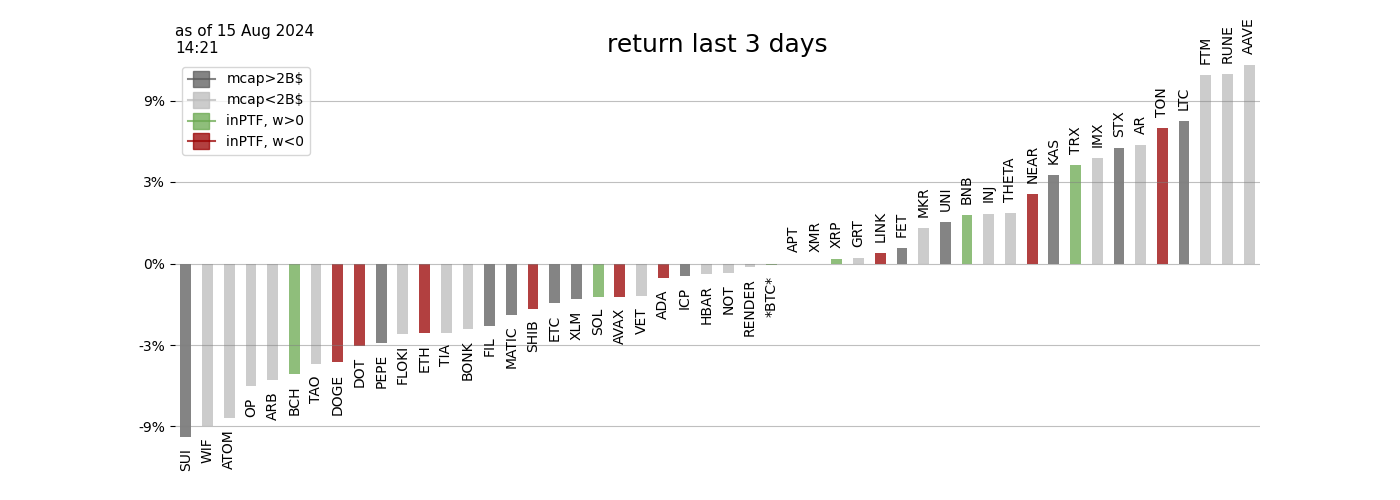 as of 15 Aug 2024
14:21
return last 3 days
mcap>2B$
mcap<2B$
inPTF, w>0
inPTF, w<0
9%
3%
0%
-3%
-9%
SUI
WIF
ATOM
OP
ARB
BCH
TAO
DOGE
DOT
PEPE
FLOKI
ETH
TIA
BONK
FIL
MATIC
SHIB
ETC
XLM
SOL
AVAX
VET
ADA
ICP
HBAR
NOT
RENDER
*BTC*
APT
XMR
XRP
GRT
LINK
FET
MKR
UNI
BNB
INJ
THETA
NEAR
KAS
TRX
IMX
STX
AR
TON
LTC
FTM
RUNE
AAVE